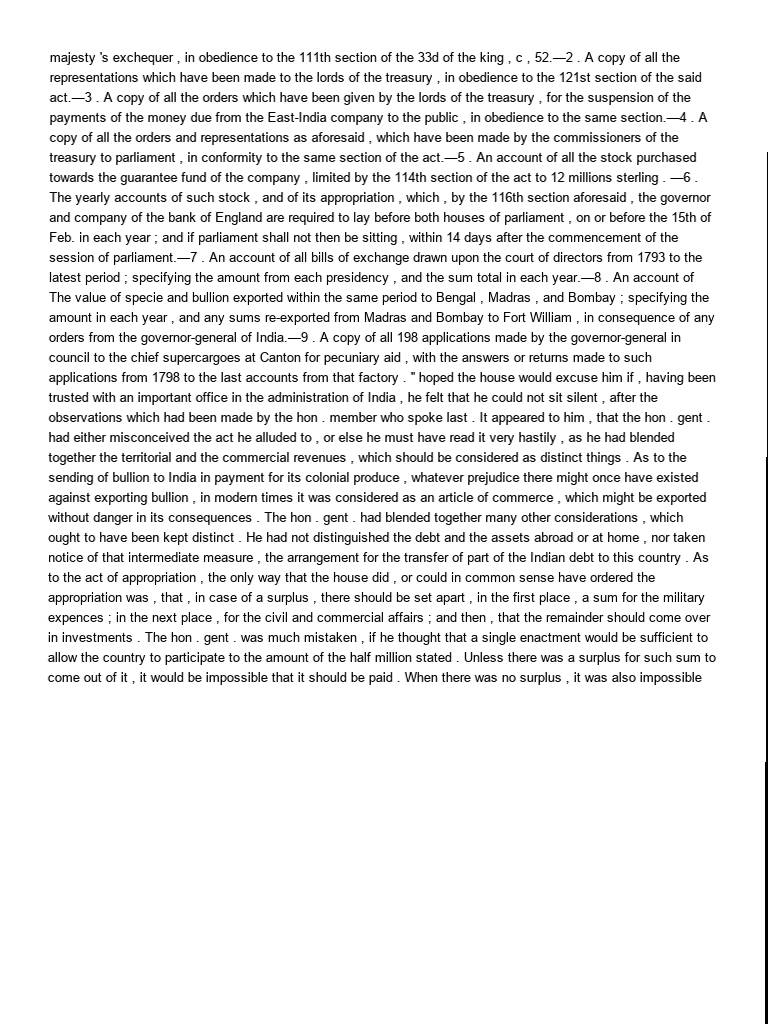 majesty 's exchequer , in obedience to the 111th section of the 33d of the king , c , 52.—2 . A copy of all the
representations which have been made to the lords of the treasury , in obedience to the 121st section of the said
act.—3 . A copy of all the orders which have been given by the lords of the treasury , for the suspension of the
payments of the money due from the East-India company to the public , in obedience to the same section.—4 . A
copy of all the orders and representations as aforesaid , which have been made by the commissioners of the
treasury to parliament , in conformity to the same section of the act.—5 . An account of all the stock purchased
towards the guarantee fund of the company , limited by the 114th section of the act to 12 millions sterling . —6 .
The yearly accounts of such stock , and of its appropriation , which , by the 116th section aforesaid , the governor
and company of the bank of England are required to lay before both houses of parliament , on or before the 15th of
Feb. in each year ; and if parliament shall not then be sitting , within 14 days after the commencement of the
session of parliament.—7 . An account of all bills of exchange drawn upon the court of directors from 1793 to the
latest period ; specifying the amount from each presidency , and the sum total in each year.—8 . An account of
The value of specie and bullion exported within the same period to Bengal , Madras , and Bombay ; specifying the
amount in each year , and any sums re-exported from Madras and Bombay to Fort William , in consequence of any
orders from the governor-general of India.—9 . A copy of all 198 applications made by the governor-general in
council to the chief supercargoes at Canton for pecuniary aid , with the answers or returns made to such
applications from 1798 to the last accounts from that factory . " hoped the house would excuse him if , having been
trusted with an important office in the administration of India , he felt that he could not sit silent , after the
observations which had been made by the hon . member who spoke last . It appeared to him , that the hon . gent .
had either misconceived the act he alluded to , or else he must have read it very hastily , as he had blended
together the territorial and the commercial revenues , which should be considered as distinct things . As to the
sending of bullion to India in payment for its colonial produce , whatever prejudice there might once have existed
against exporting bullion , in modern times it was considered as an article of commerce , which might be exported
without danger in its consequences . The hon . gent . had blended together many other considerations , which
ought to have been kept distinct . He had not distinguished the debt and the assets abroad or at home , nor taken
notice of that intermediate measure , the arrangement for the transfer of part of the Indian debt to this country . As
to the act of appropriation , the only way that the house did , or could in common sense have ordered the
appropriation was , that , in case of a surplus , there should be set apart , in the first place , a sum for the military
expences ; in the next place , for the civil and commercial affairs ; and then , that the remainder should come over
in investments . The hon . gent . was much mistaken , if he thought that a single enactment would be sufficient to
allow the country to participate to the amount of the half million stated . Unless there was a surplus for such sum to
come out of it , it would be impossible that it should be paid . When there was no surplus , it was also impossible